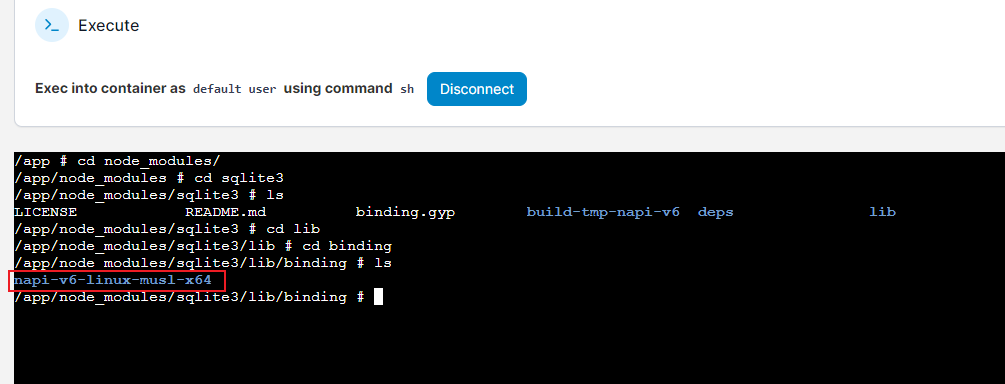 >_ Execute
Exec into container as default user using command sh Disconnect
/app # cd node_modules/
/app/node_modules # cd sqlite3
/app/node_modules/sqlite3 # ls
LICENSE README.md binding.gyp build-tmp-napi-v6 deps lib
/app/node_modules/sqlite3 # cd lib
/app/node_modules/sqlite3/lib # cd binding
/app/node_modules/sqlite3/lib/binding # ls
napi-v6-linux-musl-x64
/app/node_modules/sqlite3/lib/binding #